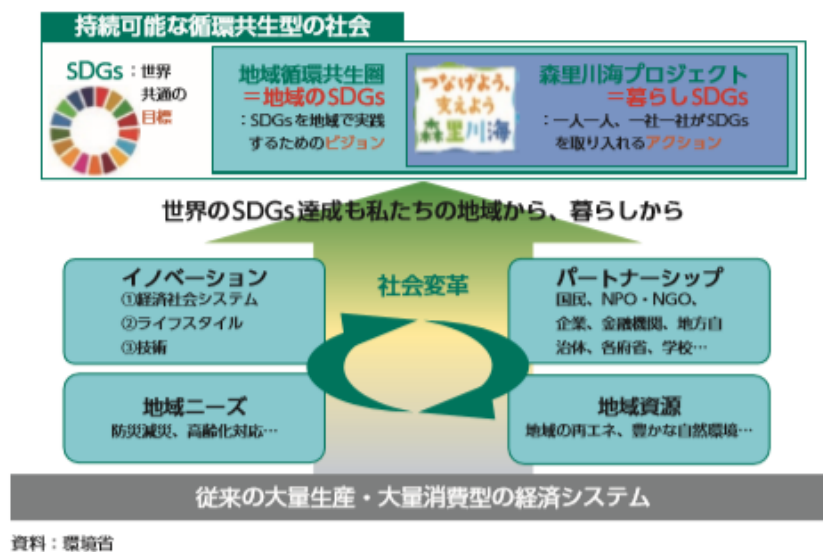 持続可能な循環共生型の社会
SDGs:世界
共通の
目標
地域循環共生圏
=地域のSDGs
:SDGsを地域で実践
するためのビジョン
つなげよう、
支えよう
森里川海
森里川海プロジェクト
=暮らしSDGs
:一人一人、一社一社がSDGs
を取り入れるアクション
世界のSDGs達成も私たちの地域から、暮らしから
社会変革
イノベーション
①経済社会システム
②ライフスタイル
③技術
パートナーシップ
国民、NPO・NGO、
企業、金融機関、地方自
治体、各府省、学校…
地域ニーズ
防災減災、高齢化対応…
地域資源
地域の再エネ、豊かな自然環境…
従来の大量生産・大量消費型の経済システム
資料:環境省